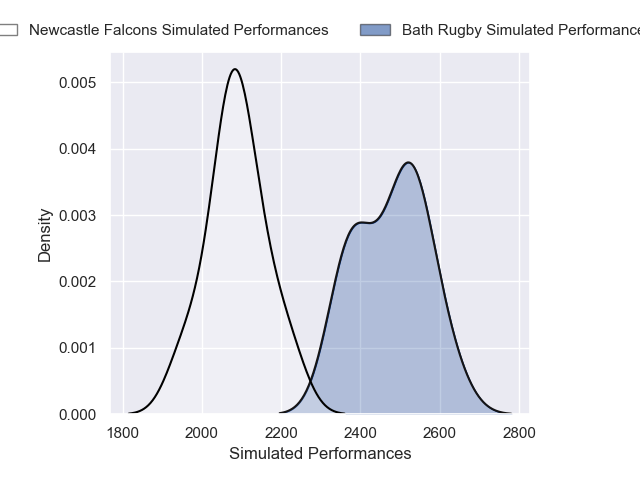 Newcastle Falcons Simulated Performances
Bath Rugby Simulated Performance
0.005
0.004
0.003
0.002
0.001
0.000
Density
1800 2000 2200 2400 2600 2800
Simulated Performances